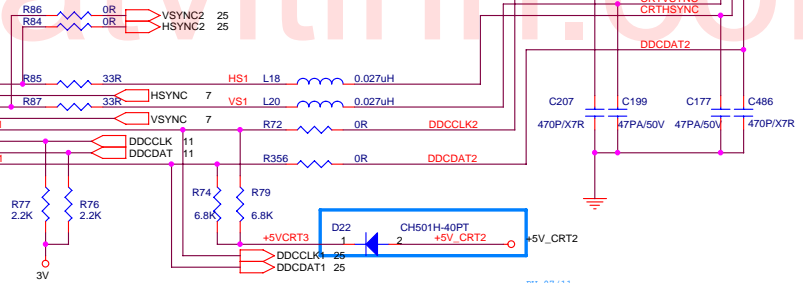 R86 0R VSYNC2 25
R84 0R HSYNC2 25
CRTHSYNC
DDCDAT2
R85 33R HS1 L18 0.027uH
HSYNC 7
R87 33R VS1 L20 0.027uH
VSYNC 7
C207 C199 C177 C486
470P/X7R 47PA/50V 47PA/50V 470P/X7R
R72 0R DDCCLK2
DDCCLK 11
DDCDAT 11
R356 0R DDCDAT2
R77 R76 R74 R79
2.2K 2.2K 6.8K 6.8K
D22 CH501H-40PT
+5VCRT3 1 2 +5V_CRT2 +5V_CRT2
DDCCLK1 25
DDCDAT1 25
3V